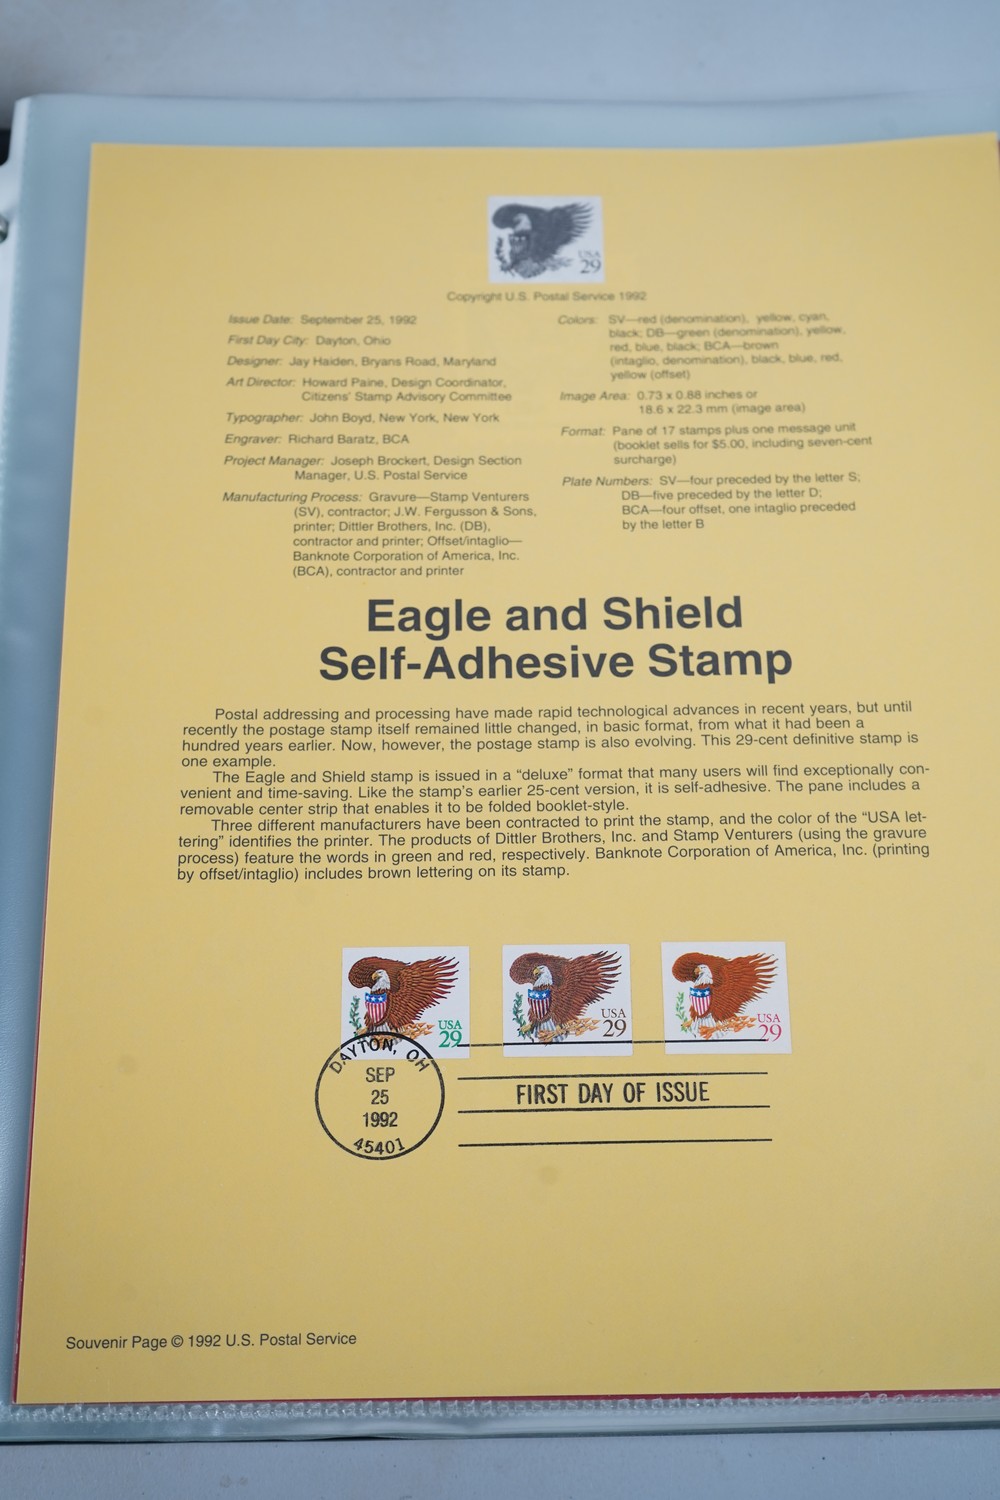 USA
29
Copyright U.S. Postal Service 1992
Issue Date: September 25, 1992
First Day City: Dayton, Ohio
Designer: Jay Haiden, Bryans Road, Maryland
Art Director: Howard Paine, Design Coordinator,
Citizens' Stamp Advisory Committee
Typographer: John Boyd, New York, New York
Engraver: Richard Baratz, BCA
Project Manager: Joseph Brockert, Design Section
Manager, U.S. Postal Service
Manufacturing Process: Gravure—Stamp Venturers
(SV), contractor; J.W. Fergusson & Sons,
printer; Dittler Brothers, Inc. (DB),
contractor and printer; Offset/intaglio—
Banknote Corporation of America, Inc.
(BCA), contractor and printer
Colors: SV—red (denomination), yellow, cyan,
black; DB—green (denomination), yellow,
red, blue, black; BCA—brown
(intaglio, denomination), black, blue, red,
yellow (offset)
Image Area: 0.73 x 0.88 inches or
18.6 x 22.3 mm (image area)
Format: Pane of 17 stamps plus one message unit
(booklet sells for $5.00, including seven-cent
surcharge)
Plate Numbers: SV—four preceded by the letter S;
DB—five preceded by the letter D;
BCA—four offset, one intaglio preceded
by the letter B
Eagle and Shield
Self-Adhesive Stamp
Postal addressing and processing have made rapid technological advances in recent years, but until
recently the postage stamp itself remained little changed, in basic format, from what it had been a
hundred years earlier. Now, however, the postage stamp is also evolving. This 29-cent definitive stamp is
one example.
The Eagle and Shield stamp is issued in a "deluxe" format that many users will find exceptionally con-
venient and time-saving. Like the stamp's earlier 25-cent version, it is self-adhesive. The pane includes a
removable center strip that enables it to be folded booklet-style.
Three different manufacturers have been contracted to print the stamp, and the color of the "USA let-
tering" identifies the printer. The products of Dittler Brothers, Inc. and Stamp Venturers (using the gravure
process) feature the words in green and red, respectively. Banknote Corporation of America, Inc. (printing
by offset/intaglio) includes brown lettering on its stamp.
USA
29
USA
29
USA
29
DAYTON, OH
SEP
25
1992
45401
FIRST DAY OF ISSUE
Souvenir Page © 1992 U.S. Postal Service